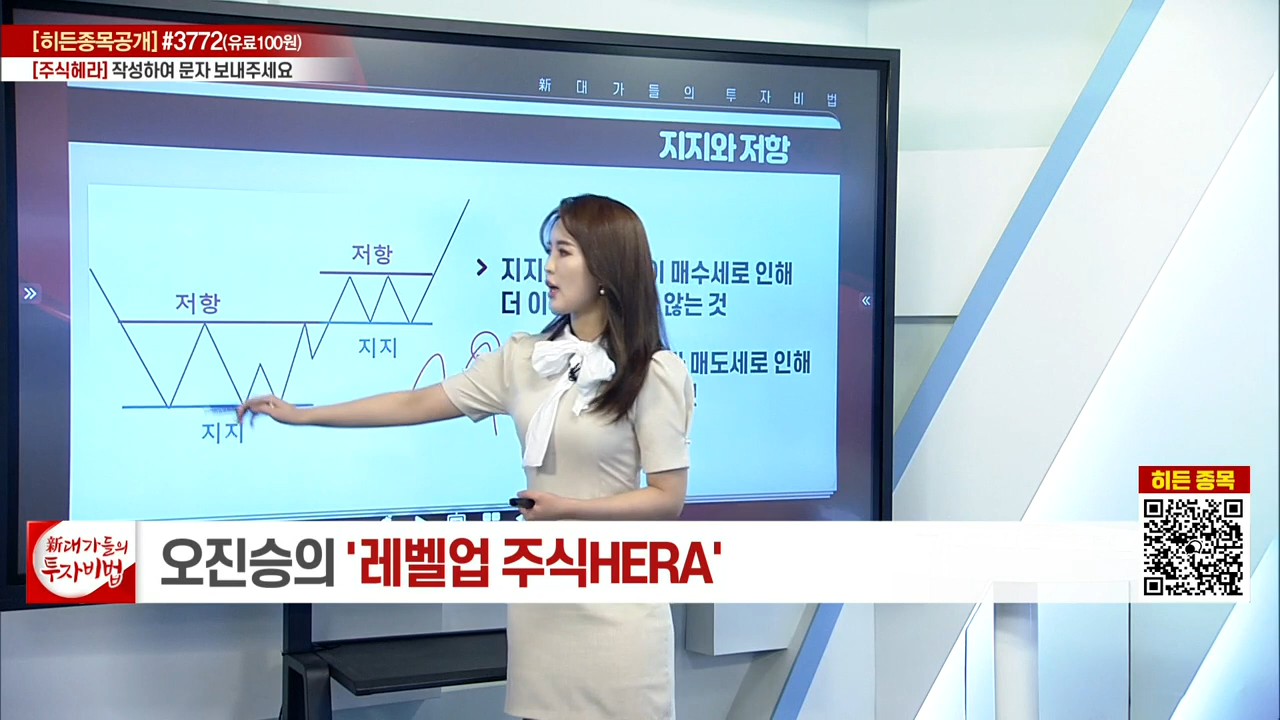 [히든종목공개] #3772(유료100원)
[주식헤라] 작성하여 문자 보내주세요
新 대 가 들 의 투 자 비 법
지지와 저항
저항
저항
지지
지지
지지 이 매수세로 인해
더 이 않는 것
매도세로 인해
히든 종목
新대가들의
투자비법
오진승의 '레벨업 주식HERA'